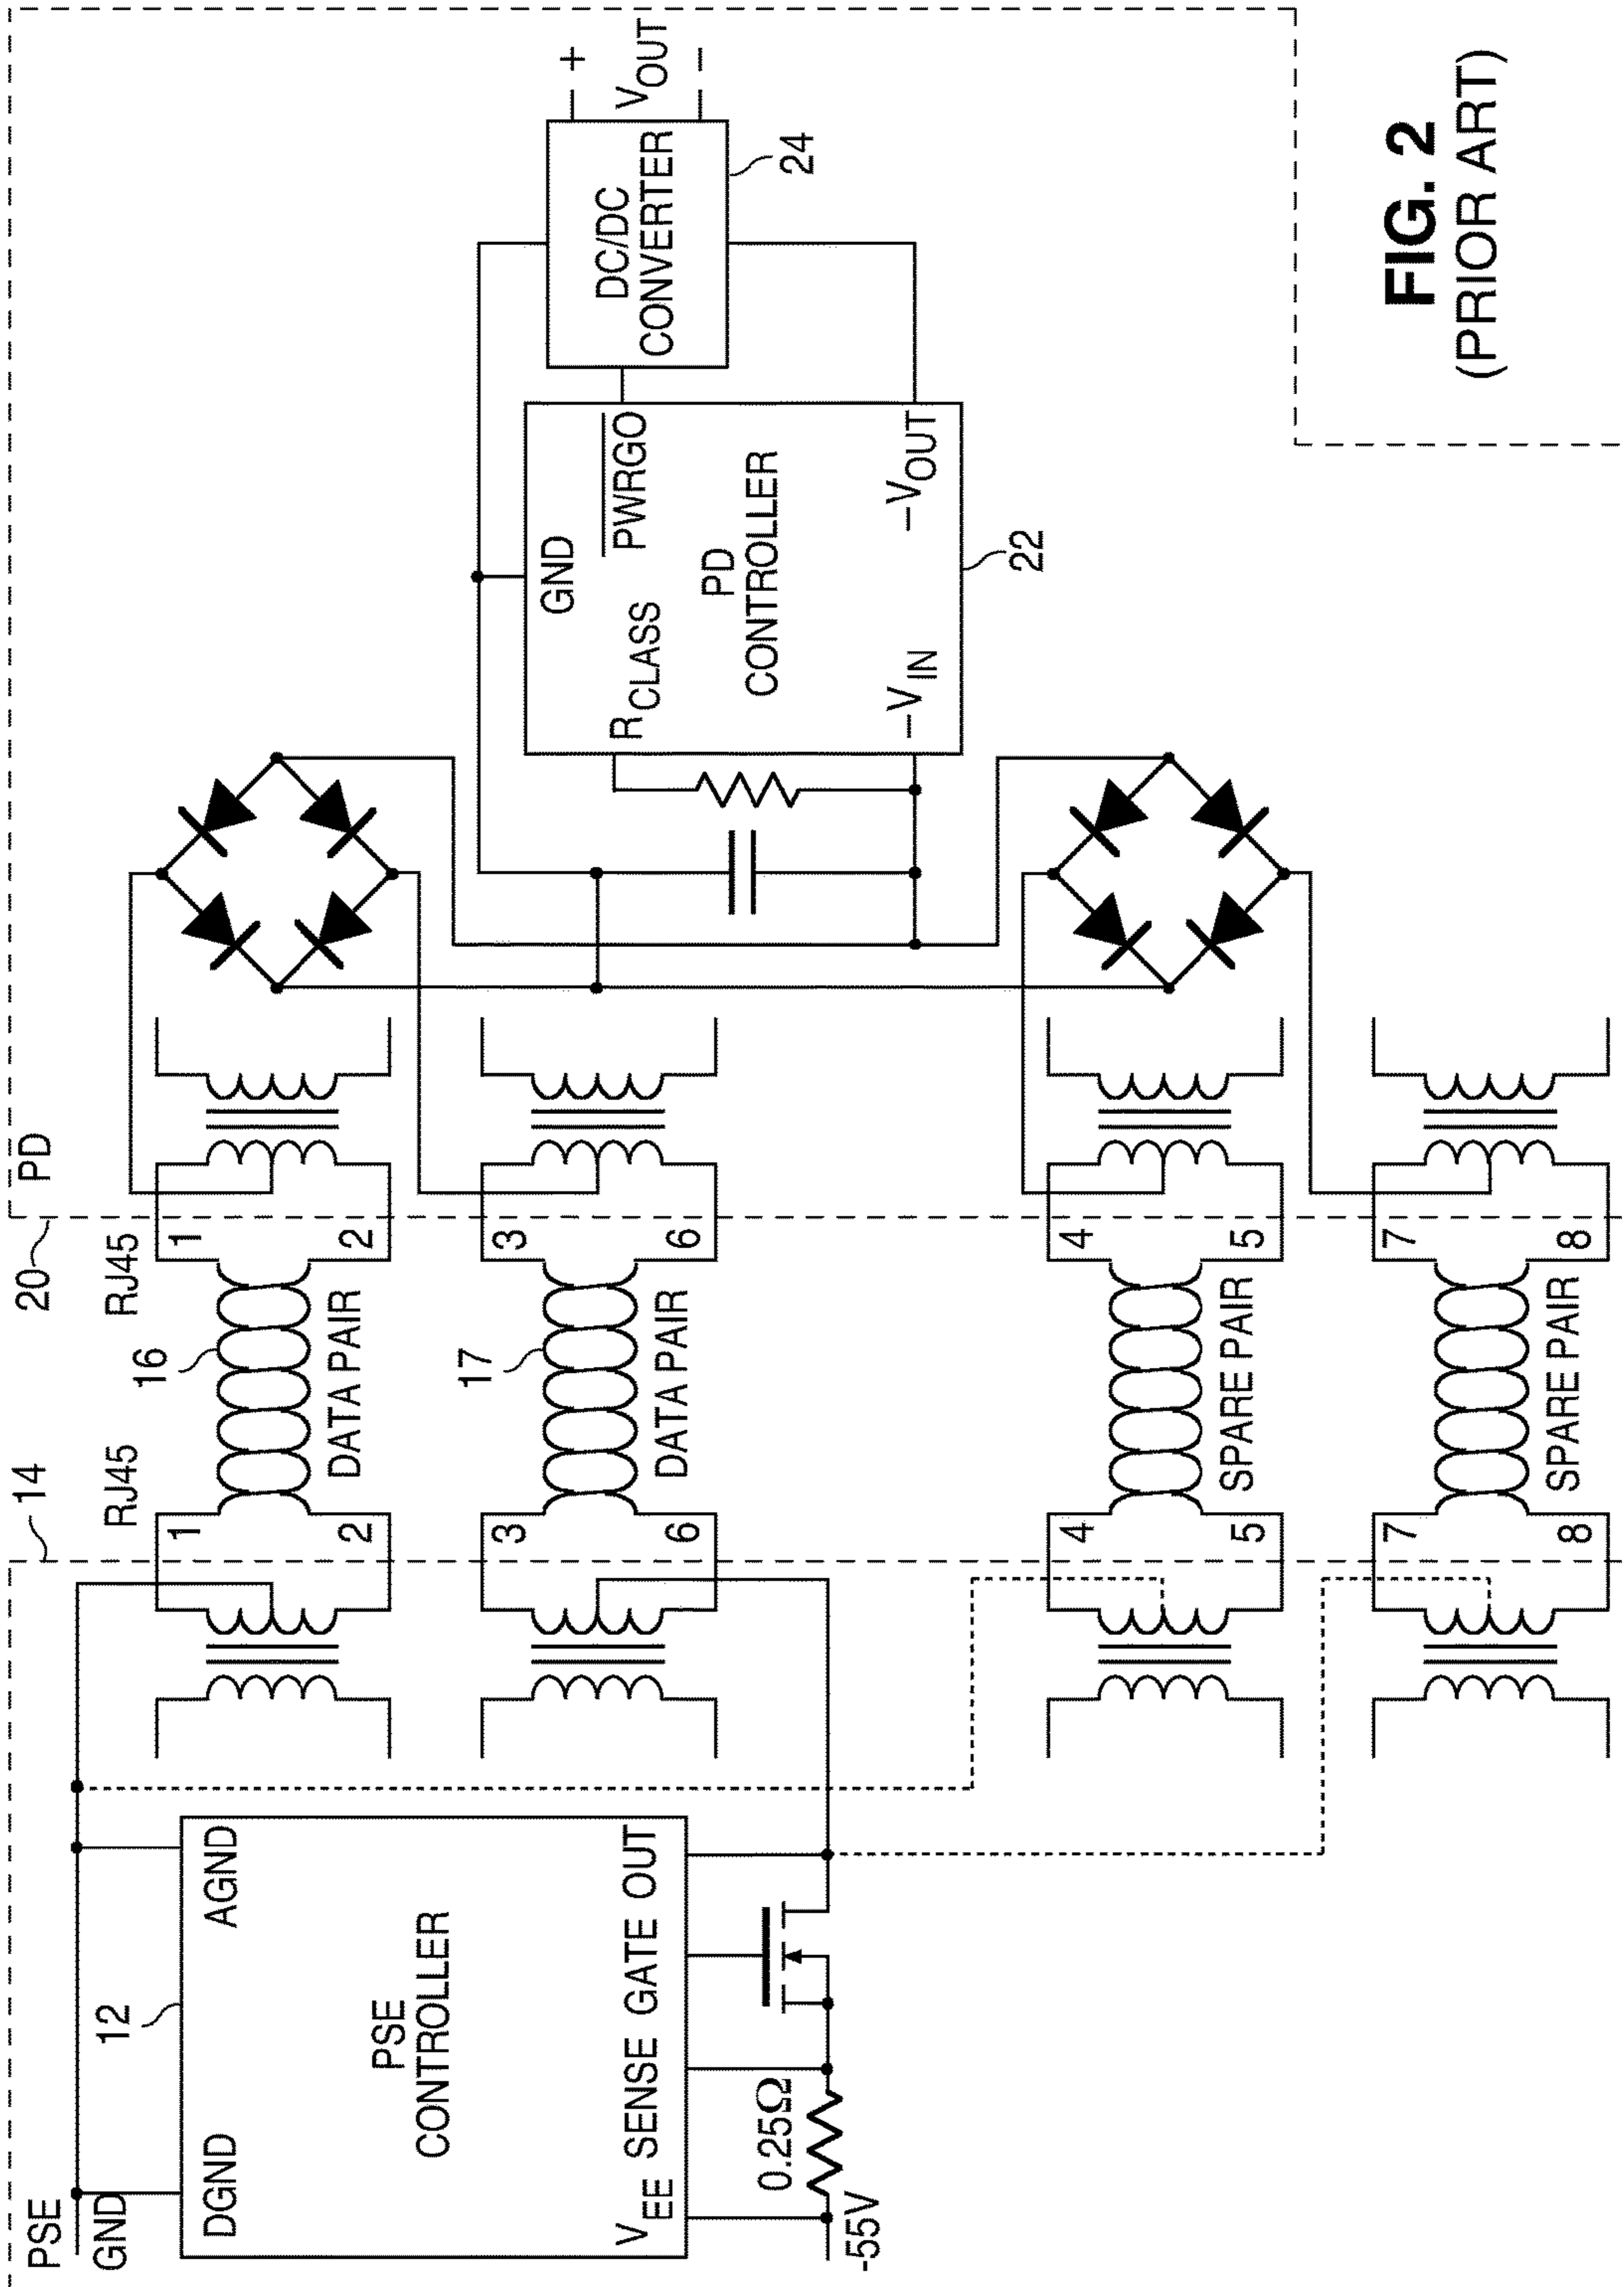 PSE
GND
DGND
AGND
12
PSE
CONTROLLER
VEE SENSE GATE OUT
0.25Ω
-55V
14
RJ45
1
2
16
DATA PAIR
RJ45
1
2
20
PD
3
6
17
DATA PAIR
3
6
4
5
SPARE PAIR
4
5
7
8
SPARE PAIR
7
8
GND
RCLASS
PWRGO
PD
CONTROLLER
–VIN
–VOUT
22
DC/DC
CONVERTER
24
+
VOUT
–
FIG. 2
(PRIOR ART)